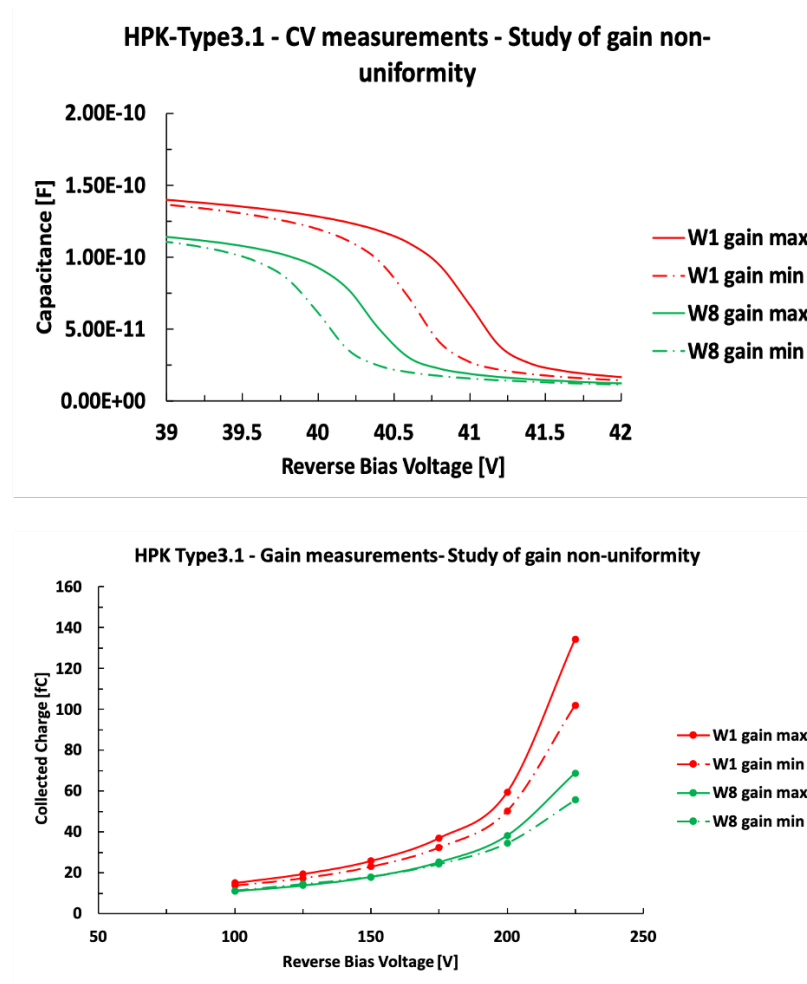 HPK-Type3.1 - CV measurements - Study of gain non-
uniformity
2.00E-10
1.50E-10
1.00E-10
5.00E-11
0.00E+00
Capacitance [F]
39 39.5 40 40.5 41 41.5 42
Reverse Bias Voltage [V]
W1 gain max
W1 gain min
W8 gain max
W8 gain min
HPK Type3.1 - Gain measurements- Study of gain non-uniformity
160
140
120
100
80
60
40
20
0
Collected Charge [fC]
50 100 150 200 250
Reverse Bias Voltage [V]
W1 gain max
W1 gain min
W8 gain max
W8 gain min